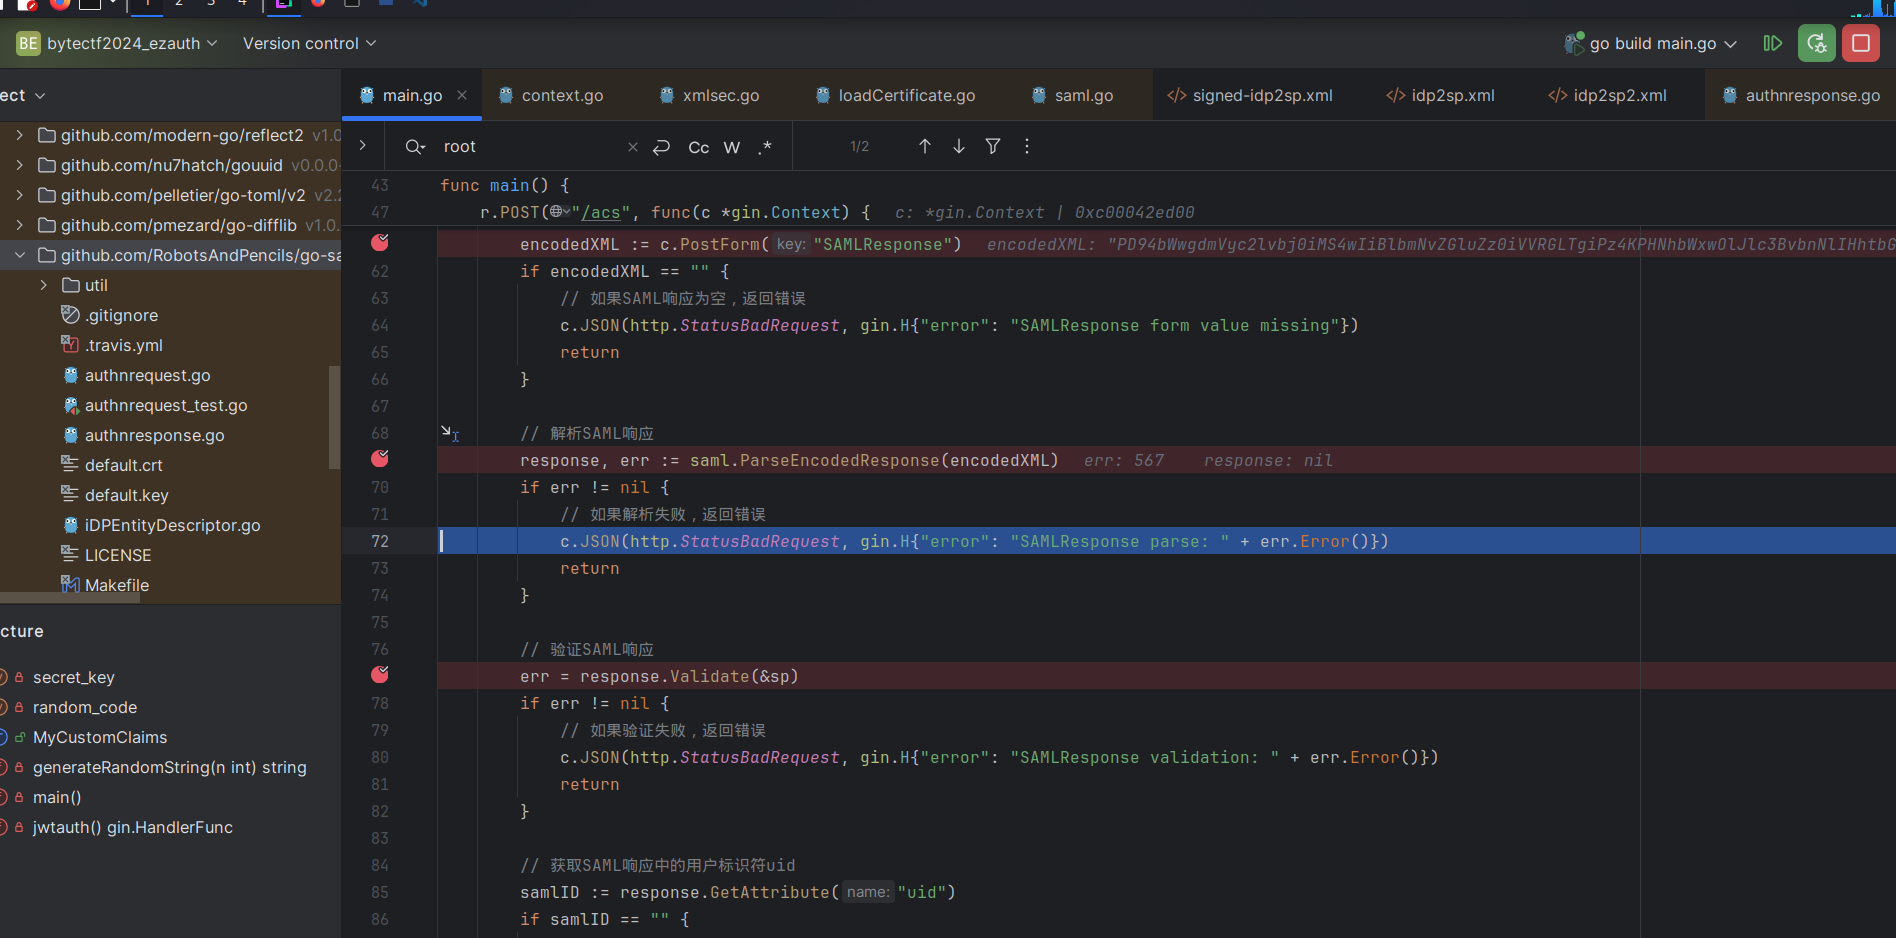 1 2 3 4
BE bytectf2024_ezauth Version control go build main.go
ect
main.go context.go xmlsec.go loadCertificate.go saml.go signed-idp2sp.xml idp2sp.xml idp2sp2.xml authnresponse.go
github.com/modern-go/reflect2 v1.0
github.com/nu7hatch/gouuid v0.0.0-
github.com/pelletier/go-toml/v2 v2.2
github.com/pmezard/go-difflib v1.0.
github.com/RobotsAndPencils/go-sa
util
.gitignore
.travis.yml
authnrequest.go
authnrequest_test.go
authnresponse.go
default.crt
default.key
iDPEntityDescriptor.go
LICENSE
Makefile
cture
secret_key
random_code
MyCustomClaims
generateRandomString(n int) string
main()
jwtauth() gin.HandlerFunc
root Cc W .* 1/2
43 func main() {
47 r.POST("/acs", func(c *gin.Context) { c: *gin.Context | 0xc00042ed00
encodedXML := c.PostForm( key: "SAMLResponse") encodedXML: "PD94bWwgdmVyc2lvbj0iMS4wIiBlbmNvZGluZz0iVVRGLTgiPz4KPHNhbWxwOlJlc3BvbnNlIHhtbG
62 if encodedXML == "" {
63 // 如果SAML响应为空，返回错误
64 c.JSON(http.StatusBadRequest, gin.H{"error": "SAMLResponse form value missing"})
65 return
66 }
67
68 // 解析SAML响应
response, err := saml.ParseEncodedResponse(encodedXML) err: 567 response: nil
70 if err != nil {
71 // 如果解析失败，返回错误
72 c.JSON(http.StatusBadRequest, gin.H{"error": "SAMLResponse parse: " + err.Error()})
73 return
74 }
75
76 // 验证SAML响应
err = response.Validate(&sp)
78 if err != nil {
79 // 如果验证失败，返回错误
80 c.JSON(http.StatusBadRequest, gin.H{"error": "SAMLResponse validation: " + err.Error()})
81 return
82 }
83
84 // 获取SAML响应中的用户标识符uid
85 samlID := response.GetAttribute( name: "uid")
86 if samlID == "" {